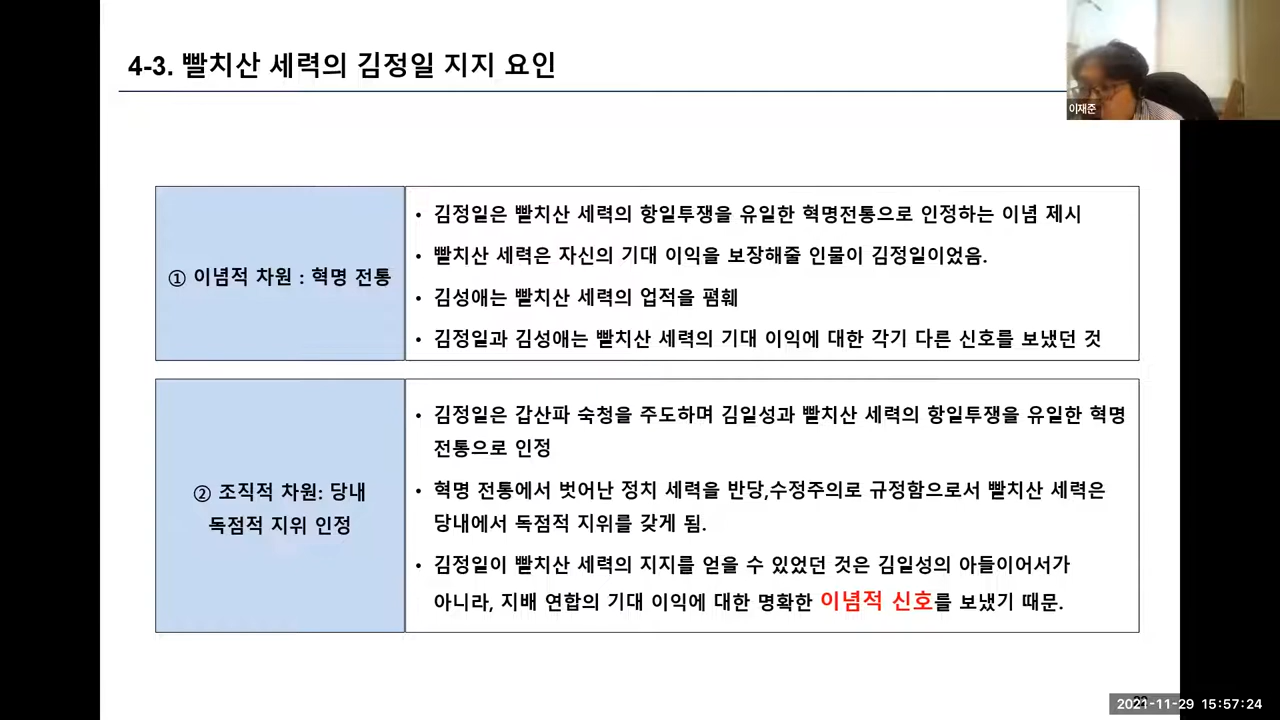 4-3. 빨치산 세력의 김정일 지지 요인
이재준
① 이념적 차원 : 혁명 전통
• 김정일은 빨치산 세력의 항일투쟁을 유일한 혁명전통으로 인정하는 이념 제시
• 빨치산 세력은 자신의 기대 이익을 보장해줄 인물이 김정일이었음.
• 김성애는 빨치산 세력의 업적을 폄훼
• 김정일과 김성애는 빨치산 세력의 기대 이익에 대한 각기 다른 신호를 보냈던 것
② 조직적 차원: 당내
독점적 지위 인정
• 김정일은 갑산파 숙청을 주도하며 김일성과 빨치산 세력의 항일투쟁을 유일한 혁명
전통으로 인정
• 혁명 전통에서 벗어난 정치 세력을 반당,수정주의로 규정함으로서 빨치산 세력은
당내에서 독점적 지위를 갖게 됨.
• 김정일이 빨치산 세력의 지지를 얻을 수 있었던 것은 김일성의 아들이어서가
아니라, 지배 연합의 기대 이익에 대한 명확한 이념적 신호를 보냈기 때문.
2021-11-29 15:57:24